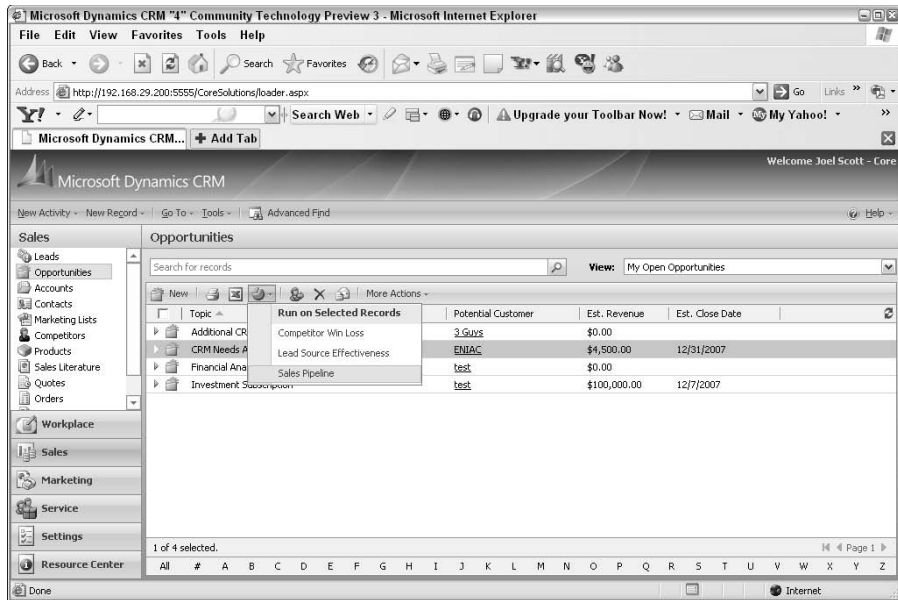 Microsoft Dynamics CRM "4" Community Technology Preview 3 - Microsoft Internet Explorer
File Edit View Favorites Tools Help
Back Search Favorites
Address http://192.168.29.200:5555/CoreSolutions/loader.aspx Go Links »
Y! Search Web Upgrade your Toolbar Now! Mail My Yahoo! »
Microsoft Dynamics CRM... Add Tab
Welcome Joel Scott - Core
Microsoft Dynamics CRM
New Activity New Record Go To Tools Advanced Find Help
Sales
Leads
Opportunities
Accounts
Contacts
Marketing Lists
Competitors
Products
Sales Literature
Quotes
Orders
Workplace
Sales
Marketing
Service
Settings
Resource Center
Opportunities
Search for records View: My Open Opportunities
New More Actions
Topic Potential Customer Est. Revenue Est. Close Date
Run on Selected Records
Competitor Win Loss
Lead Source Effectiveness
Sales Pipeline
Additional CR 3 Guys $0.00
CRM Needs A ENIAC $4,500.00 12/31/2007
Financial Ana test $0.00
Investment Subscription test $100,000.00 12/7/2007
1 of 4 selected. Page 1
All # A B C D E F G H I J K L M N O P Q R S T U V W X Y Z
Done Internet